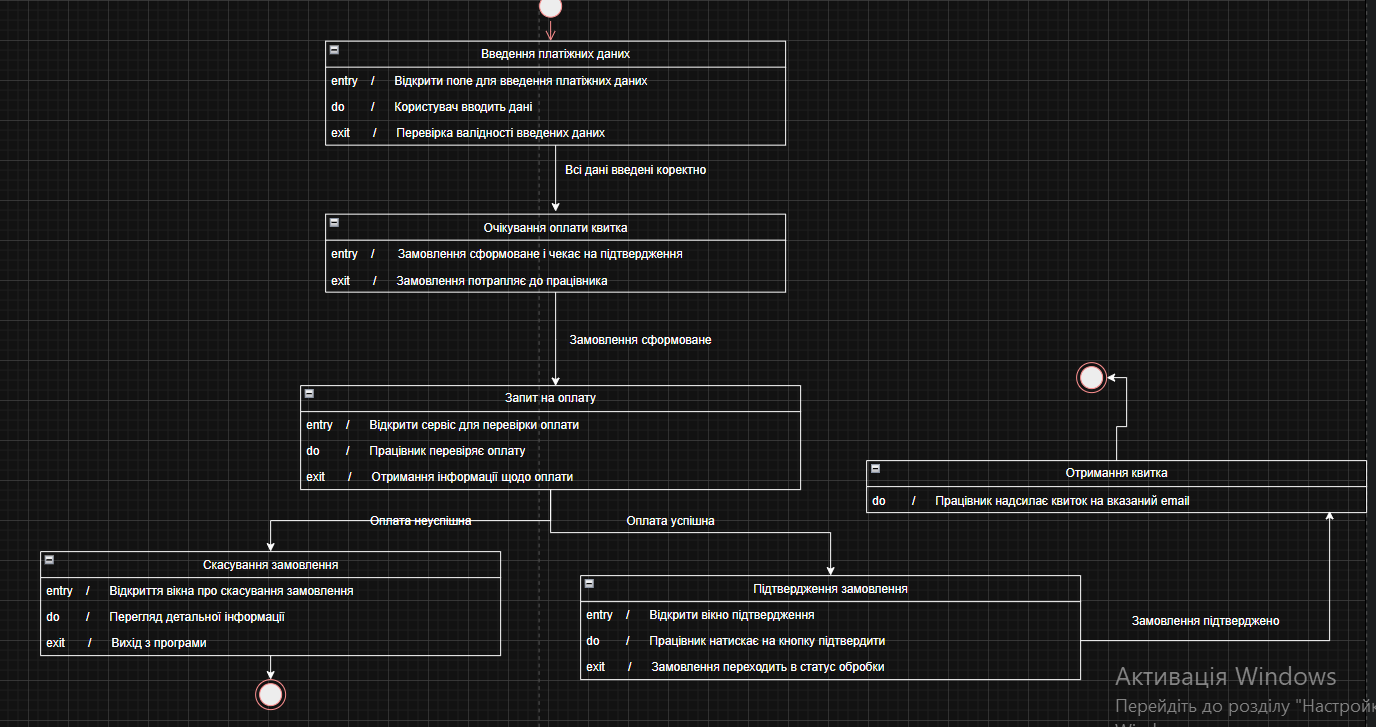 Введення платіжних даних
entry / Відкрити поле для введення платіжних даних
do / Користувач вводить дані
exit / Перевірка валідності введених даних
Всі дані введені коректно
Очікування оплати квитка
entry / Замовлення сформоване і чекає на підтвердження
exit / Замовлення потрапляє до працівника
Замовлення сформоване
Запит на оплату
entry / Відкрити сервіс для перевірки оплати
do / Працівник перевіряє оплату
exit / Отримання інформації щодо оплати
Отримання квитка
do / Працівник надсилає квиток на вказаний email
Оплата неуспішна
Оплата успішна
Скасування замовлення
entry / Відкриття вікна про скасування замовлення
do / Перегляд детальної інформації
exit / Вихід з програми
Підтвердження замовлення
entry / Відкрити вікно підтвердження
do / Працівник натискає на кнопку підтвердити
exit / Замовлення переходить в статус обробки
Замовлення підтверджено
Активація Windows
Перейдіть до розділу "Настройк